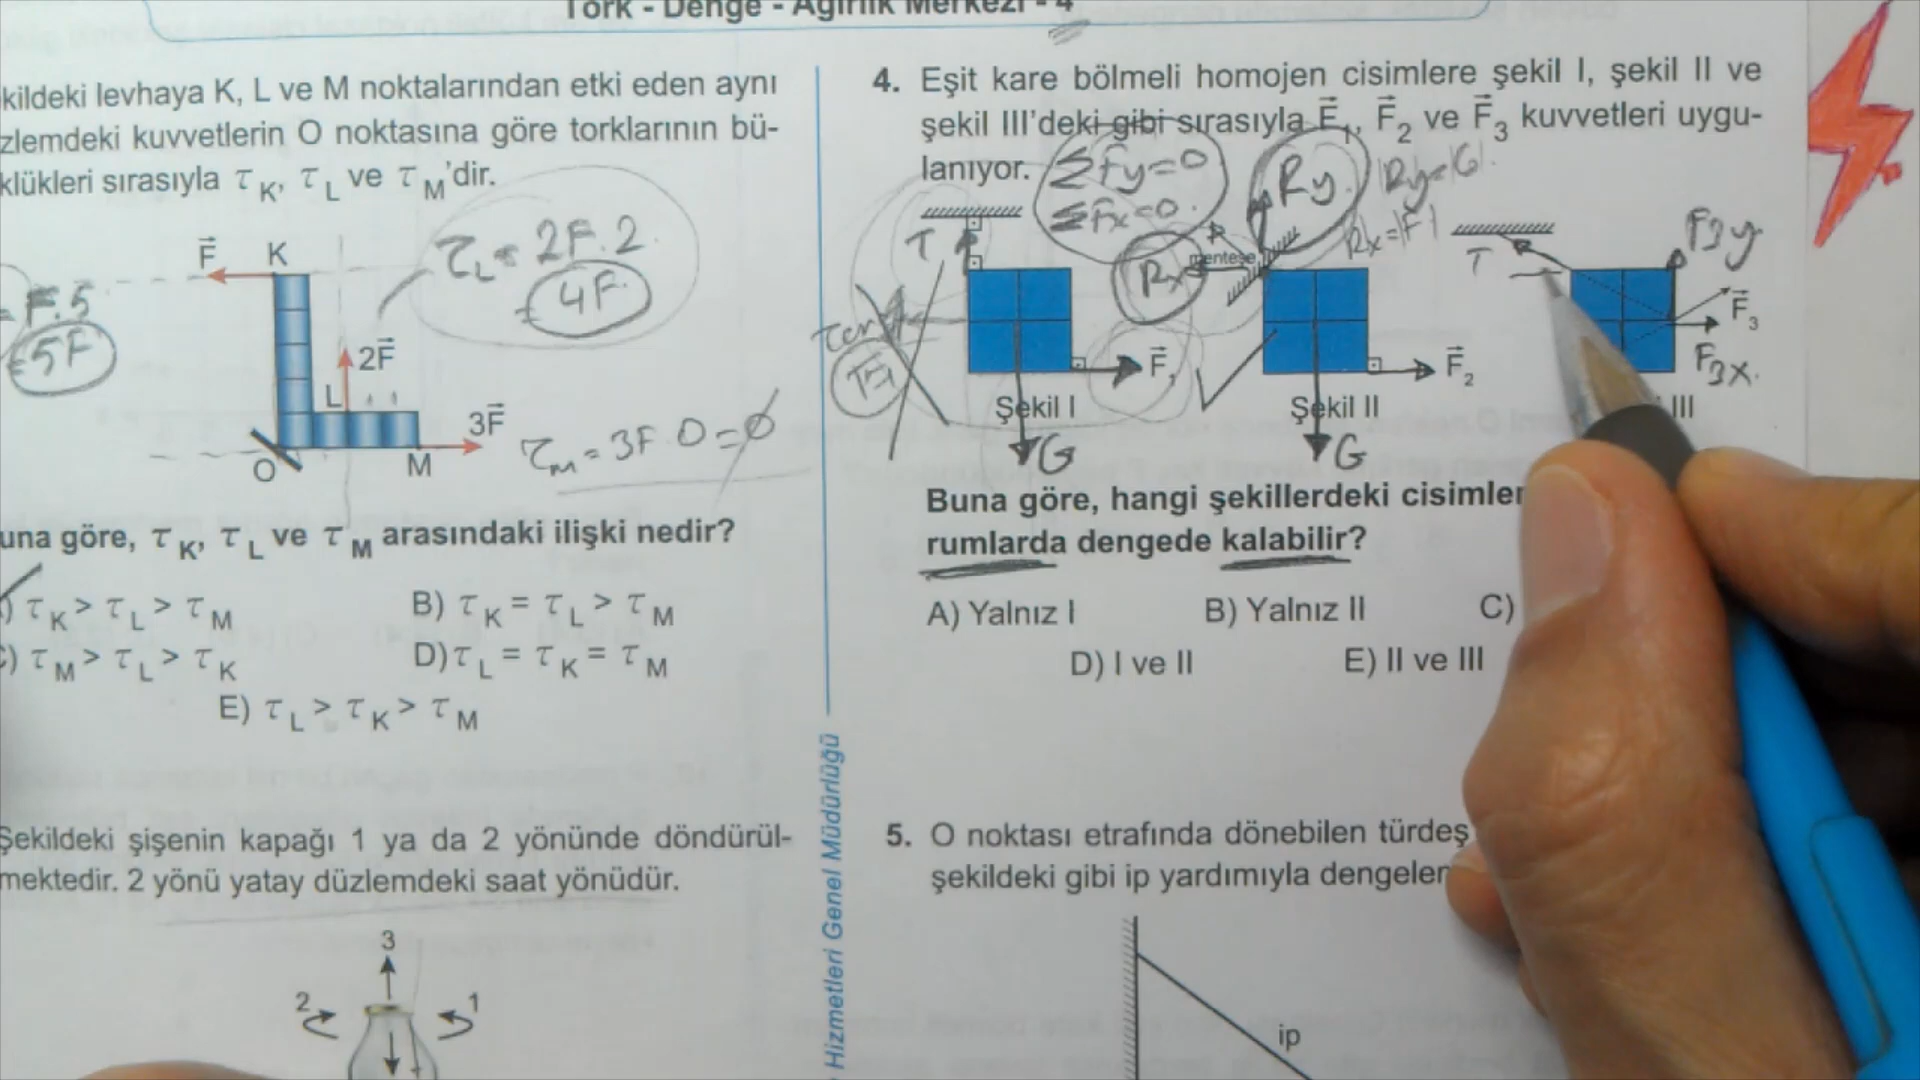 Tork - Denge - Ağırlık Merkezi - 4
kildeki levhaya K, L ve M noktalarından etki eden aynı
zlemdeki kuvvetlerin O noktasına göre torklarının bü-
klükleri sırasıyla τK, τL ve τM'dir.
F K
τL = 2F.2
= 4F
= F.5
= 5F
2F
L
3F
O M
τM = 3F 0 = 0
una göre, τK, τL ve τM arasındaki ilişki nedir?
τK > τL > τM
B) τK = τL > τM
C) τM > τL > τK
D) τL = τK = τM
E) τL > τK > τM
Şekildeki şişenin kapağı 1 ya da 2 yönünde döndürül-
mektedir. 2 yönü yatay düzlemdeki saat yönüdür.
3
2 1
Hizmetleri Genel Müdürlüğü
4. Eşit kare bölmeli homojen cisimlere şekil I, şekil II ve
şekil III'deki gibi sırasıyla F1, F2 ve F3 kuvvetleri uygu-
lanıyor.
ΣFy=0
ΣFx=0
Ry
Ry=G
Rx
T
menteşe
T
F3y
F1
F2
F3
F3x
Şekil I
Şekil II
III
G
G
Buna göre, hangi şekillerdeki cisimler
rumlarda dengede kalabilir?
A) Yalnız I
B) Yalnız II
C)
D) I ve II
E) II ve III
5. O noktası etrafında dönebilen türdeş
şekildeki gibi ip yardımıyla dengelen
ip